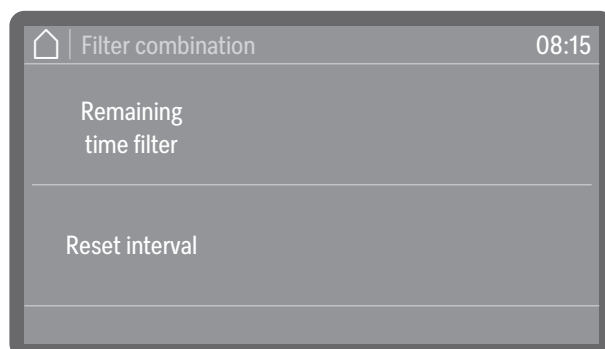 Filter combination 08:15
Remaining
time filter
Reset interval